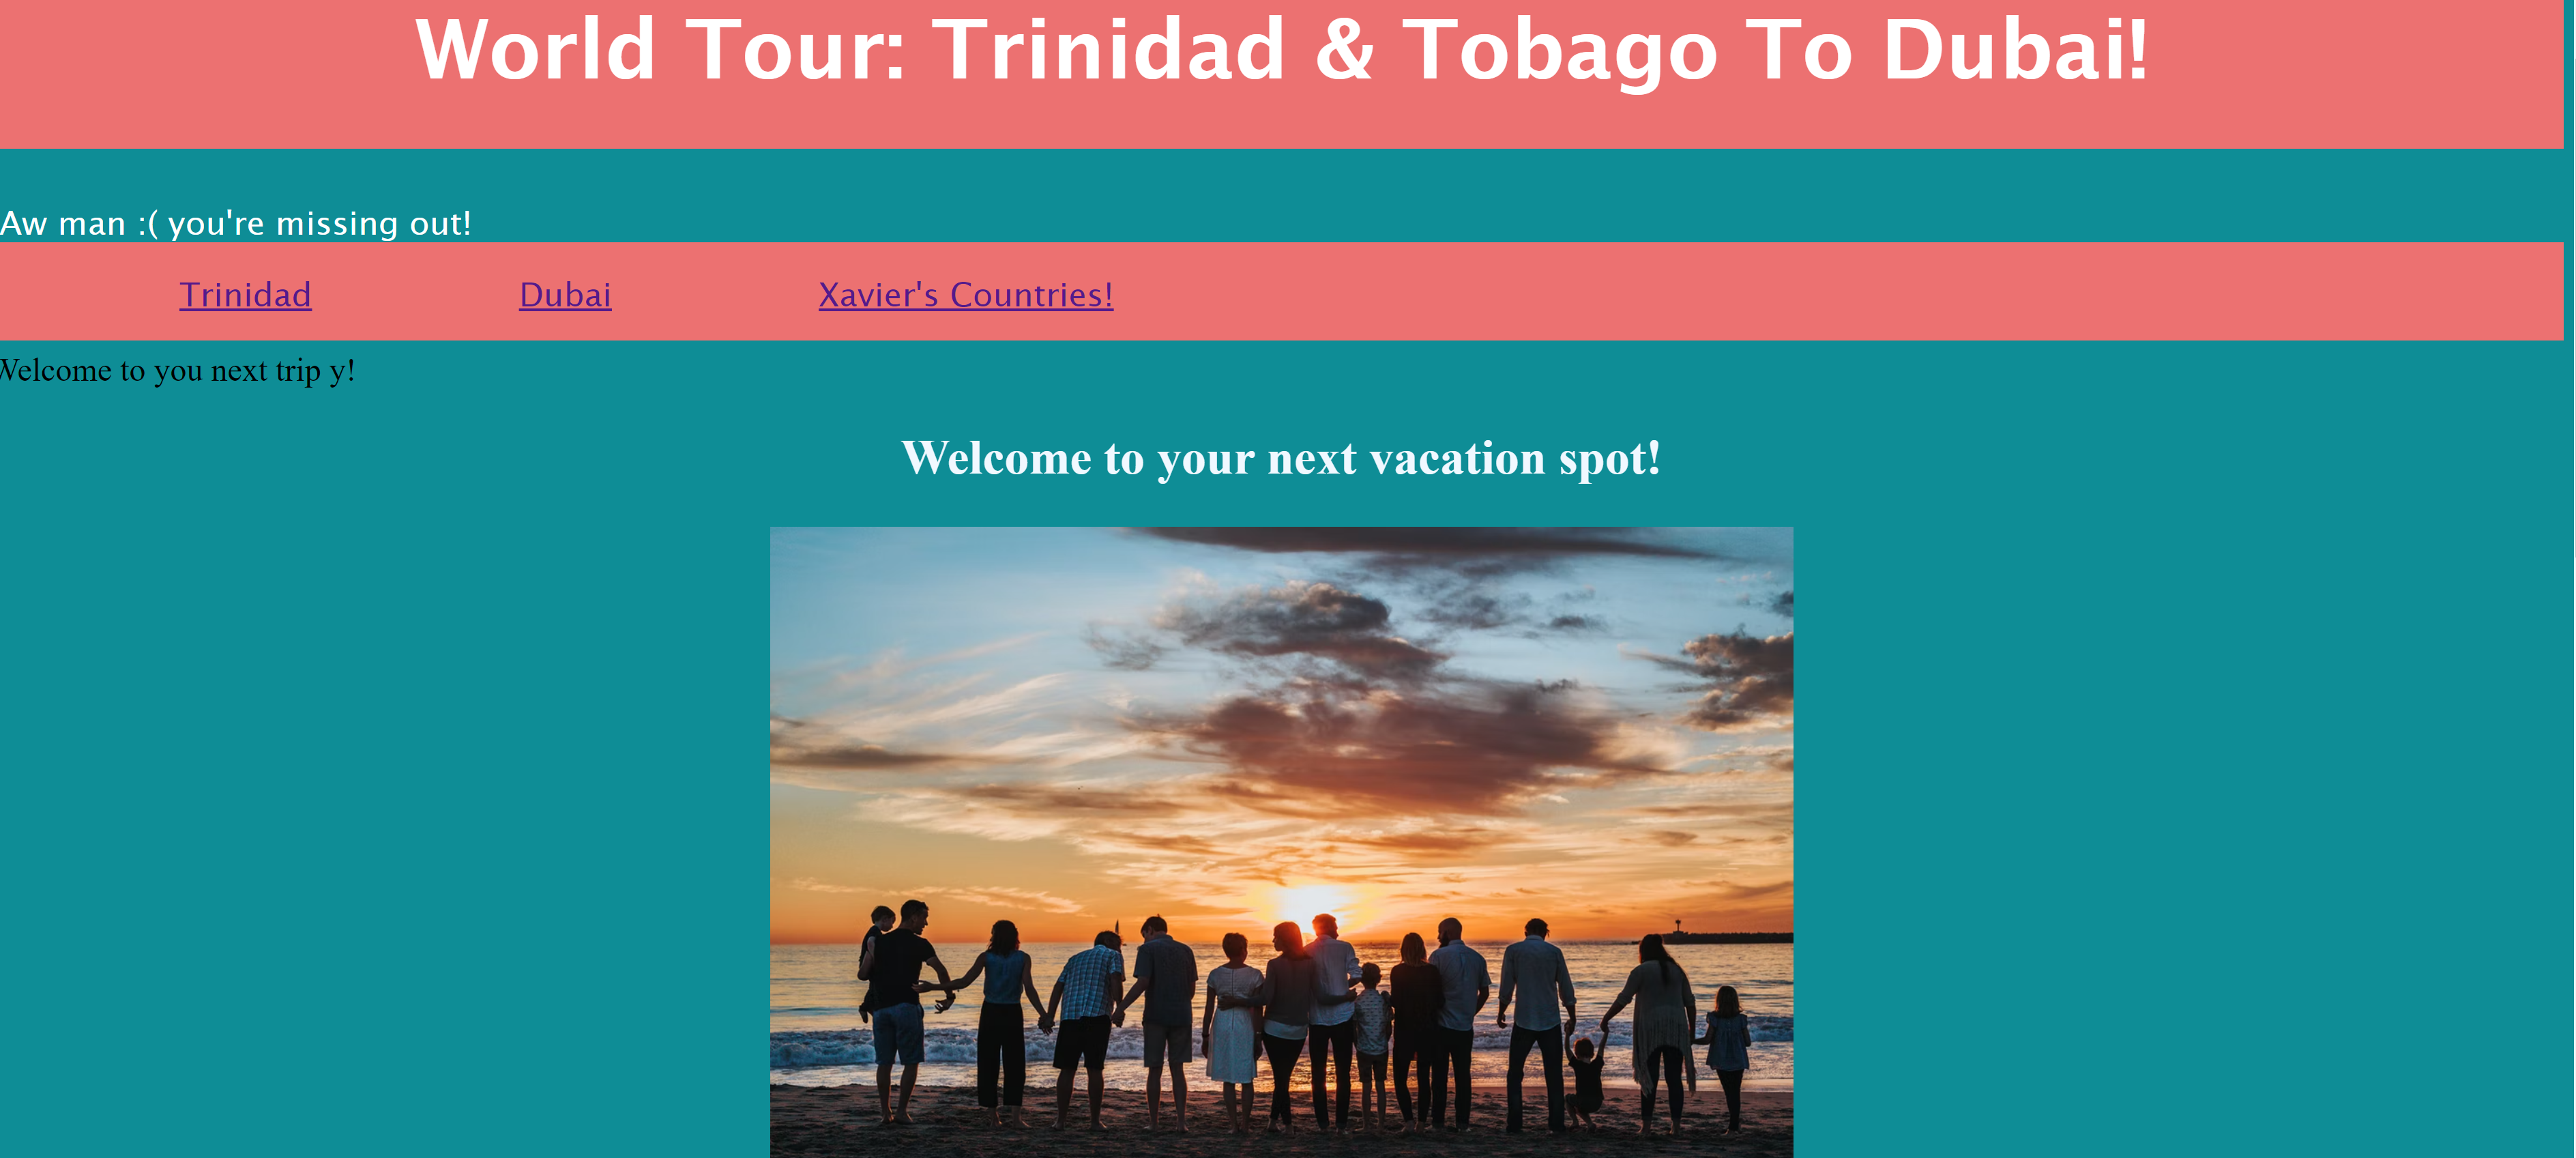 World Tour: Trinidad & Tobago To Dubai!
Aw man :( you're missing out!
Trinidad Dubai Xavier's Countries!
Welcome to you next trip y!
Welcome to your next vacation spot!